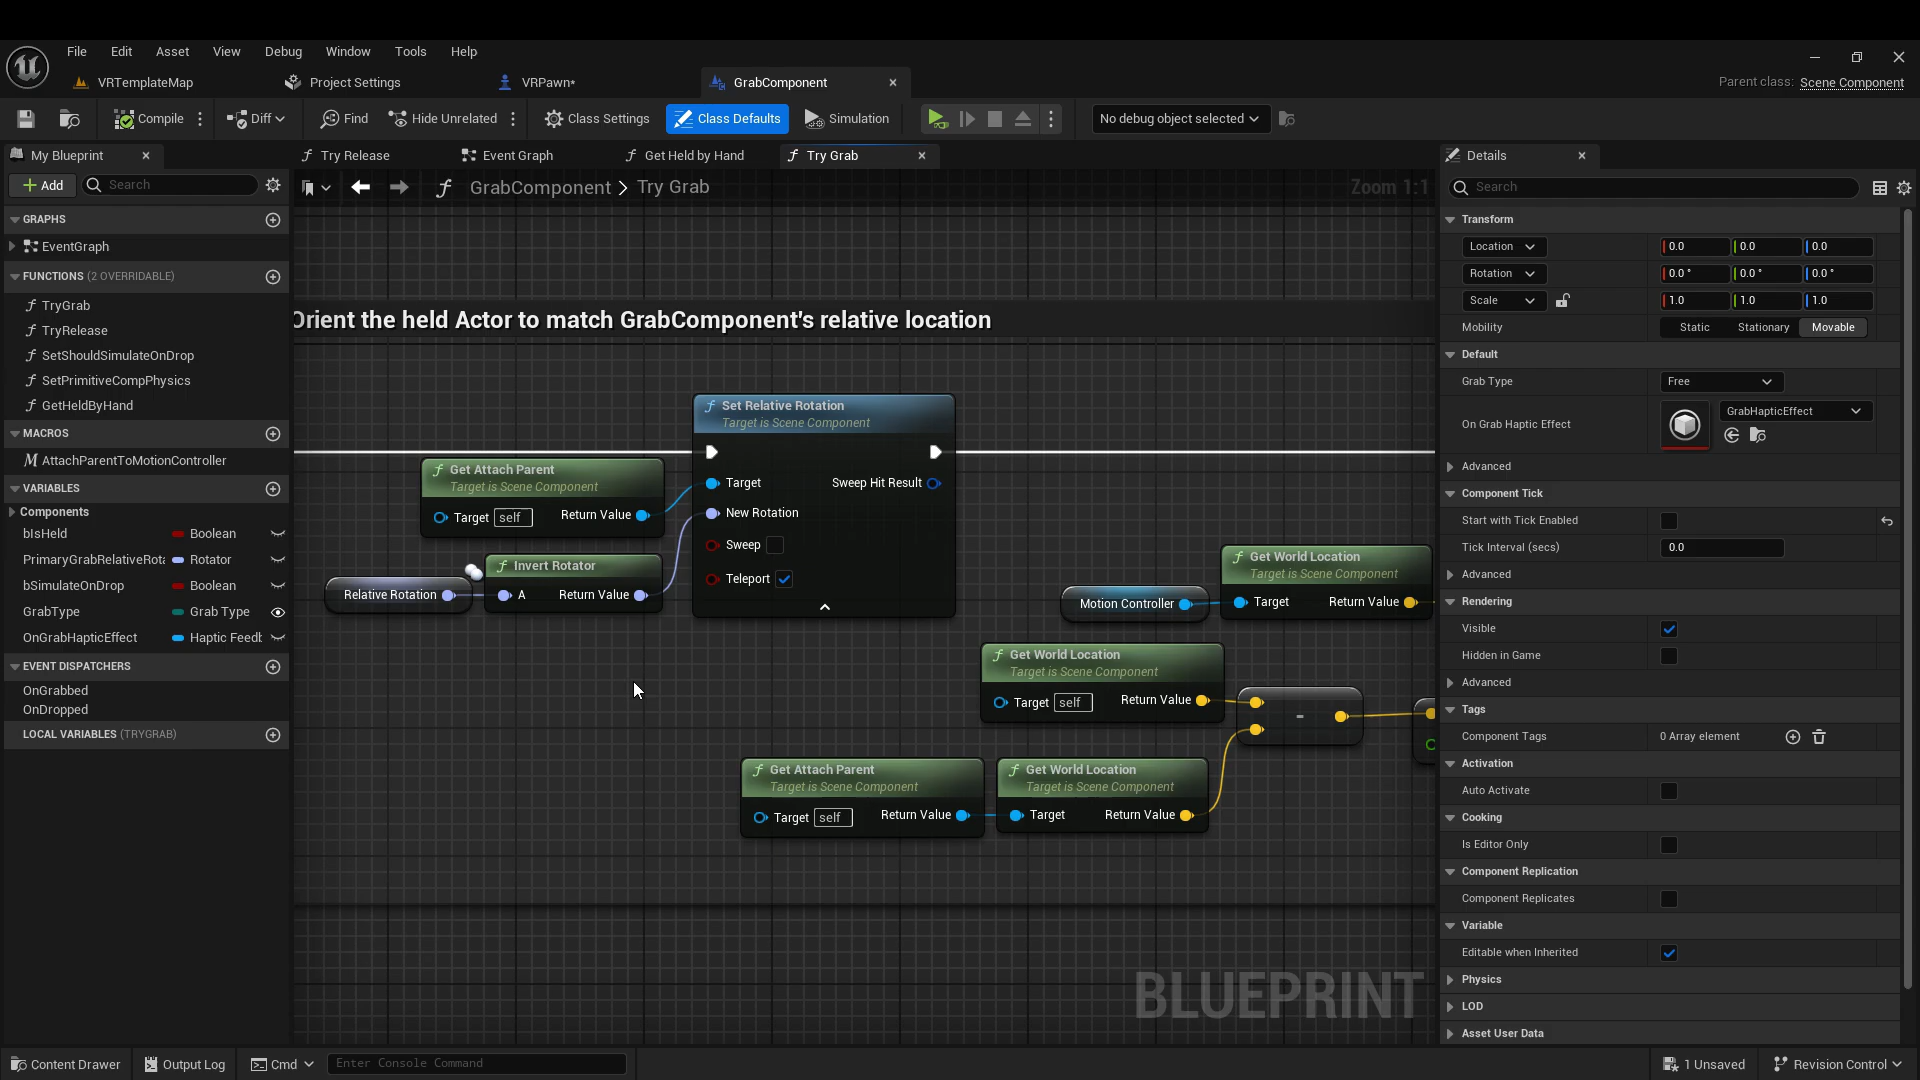 File Edit Asset View Debug Window Tools Help
VRTemplateMap Project Settings VRPawn* GrabComponent
Parent class: Scene Component
Compile Diff Find Hide Unrelated Class Settings Class Defaults Simulation No debug object selected
My Blueprint
Try Release Event Graph Get Held by Hand Try Grab
Details
Add Search
GrabComponent > Try Grab
Zoom 1:1
Search
GRAPHS
EventGraph
FUNCTIONS (2 OVERRIDABLE)
TryGrab
TryRelease
SetShouldSimulateOnDrop
SetPrimitiveCompPhysics
GetHeldByHand
MACROS
AttachParentToMotionController
VARIABLES
Components
bIsHeld Boolean
PrimaryGrabRelativeRota Rotator
bSimulateOnDrop Boolean
GrabType Grab Type
OnGrabHapticEffect Haptic Feedb
EVENT DISPATCHERS
OnGrabbed
OnDropped
LOCAL VARIABLES (TRYGRAB)
Orient the held Actor to match GrabComponent's relative location
Set Relative Rotation
Target is Scene Component
Target Sweep Hit Result
New Rotation
Sweep
Teleport
Get Attach Parent
Target is Scene Component
Target self Return Value
Relative Rotation
Invert Rotator
A Return Value
Motion Controller
Get World Location
Target is Scene Component
Target Return Value
Get World Location
Target is Scene Component
Target self Return Value
-
Get Attach Parent
Target is Scene Component
Target self Return Value
Get World Location
Target is Scene Component
Target Return Value
BLUEPRINT
Transform
Location 0.0 0.0 0.0
Rotation 0.0 ° 0.0 ° 0.0 °
Scale 1.0 1.0 1.0
Mobility Static Stationary Movable
Default
Grab Type Free
On Grab Haptic Effect GrabHapticEffect
Advanced
Component Tick
Start with Tick Enabled
Tick Interval (secs) 0.0
Advanced
Rendering
Visible
Hidden in Game
Advanced
Tags
Component Tags 0 Array element
Activation
Auto Activate
Cooking
Is Editor Only
Component Replication
Component Replicates
Variable
Editable when Inherited
Physics
LOD
Asset User Data
Content Drawer Output Log Cmd Enter Console Command 1 Unsaved Revision Control